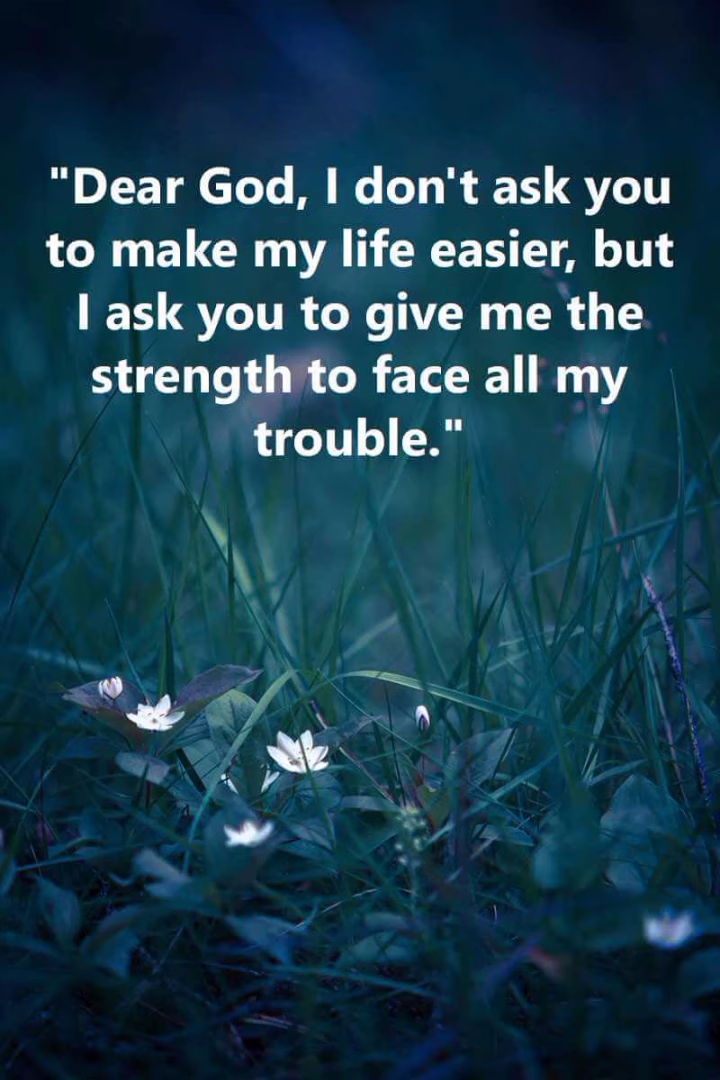 "Dear God, I don't ask you
to make my life easier, but
I ask you to give me the
strength to face all my
trouble."